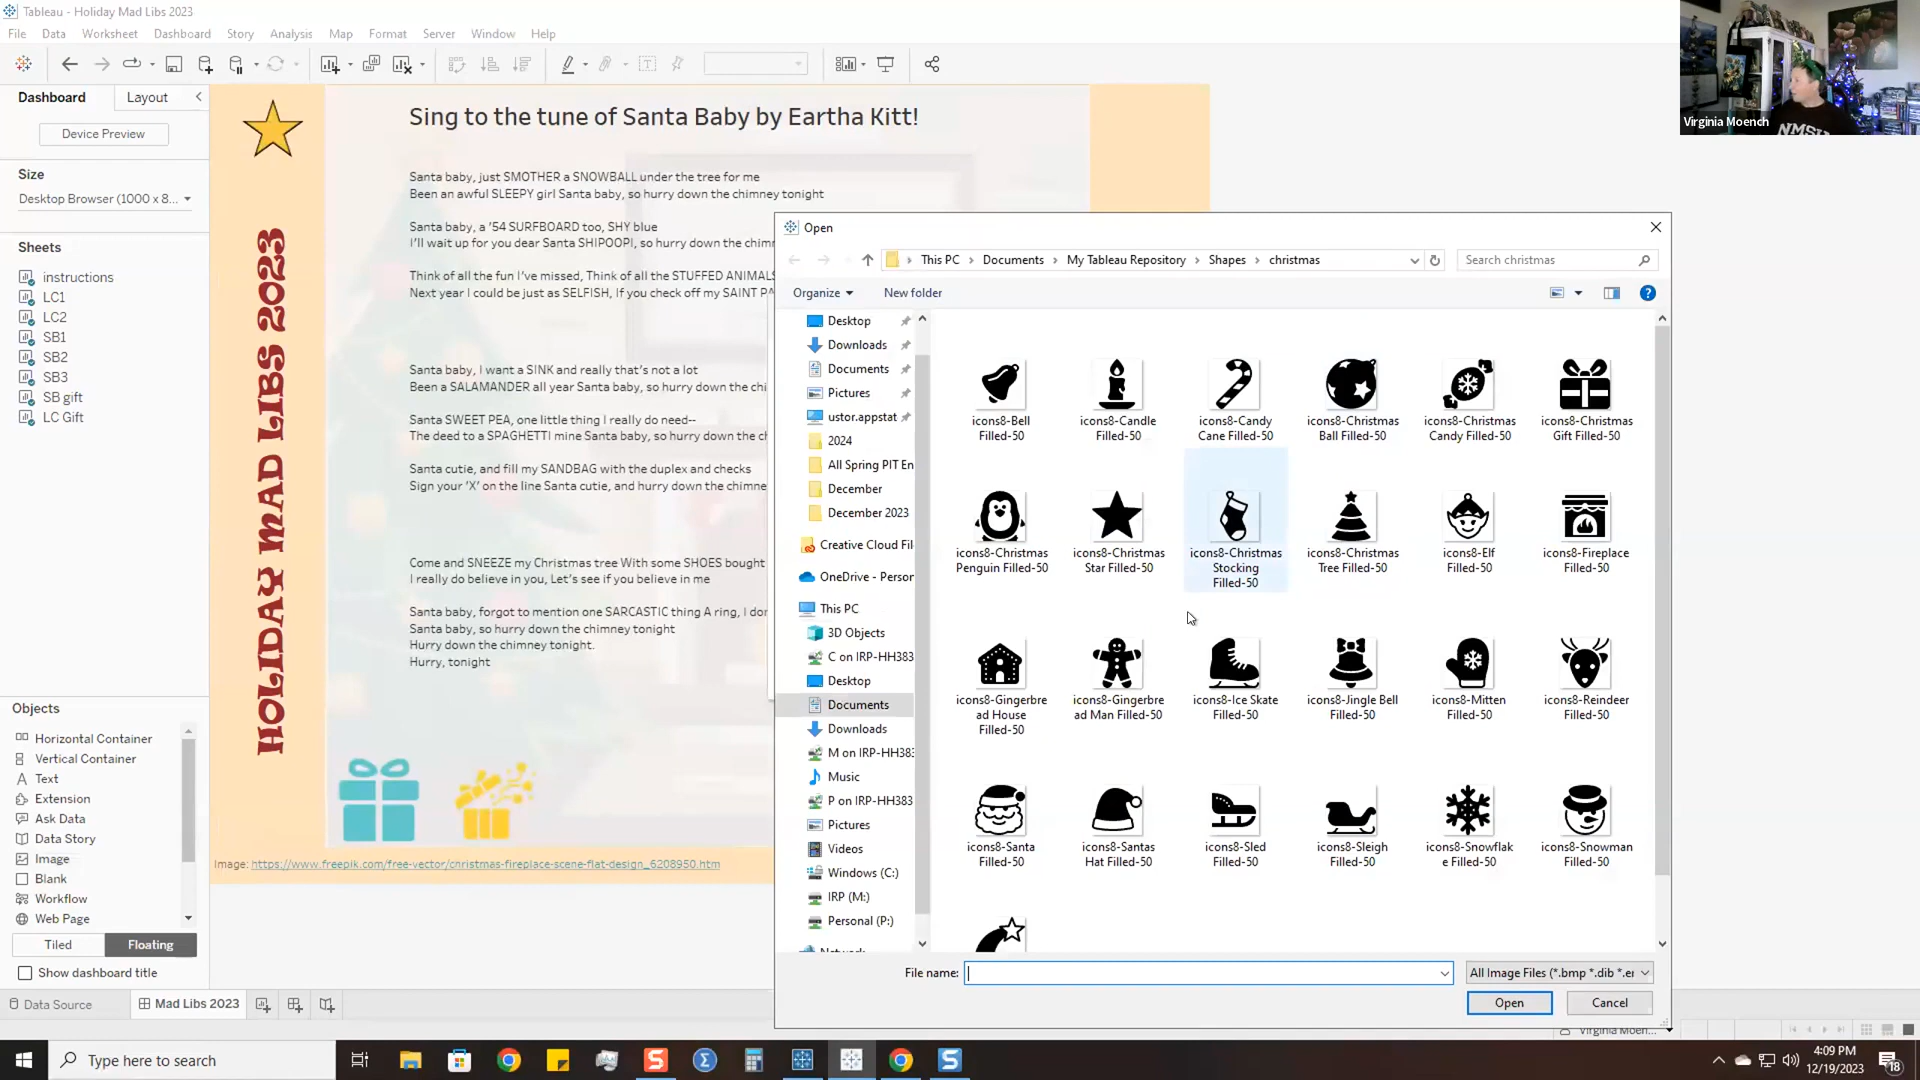 Tableau - Holiday Mad Libs 2023
File Data Worksheet Dashboard Story Analysis Map Format Server Window Help
Dashboard Layout
Device Preview
Size
Desktop Browser (1000 x 8...
Sheets
instructions
LC1
LC2
SB1
SB2
SB3
SB gift
LC Gift
Objects
Horizontal Container
Vertical Container
Text
Extension
Ask Data
Data Story
Image
Blank
Workflow
Web Page
Tiled Floating
Show dashboard title
HOLIDAY MAD LIBS 2023
Sing to the tune of Santa Baby by Eartha Kitt!
Santa baby, just SMOTHER a SNOWBALL under the tree for me
Been an awful SLEEPY girl Santa baby, so hurry down the chimney tonight
Santa baby, a '54 SURFBOARD too, SHY blue
I'll wait up for you dear Santa SHIPOOPI, so hurry down the chimn
Think of all the fun I've missed, Think of all the STUFFED ANIMALS
Next year I could be just as SELFISH, If you check off my SAINT PA
Santa baby, I want a SINK and really that's not a lot
Been a SALAMANDER all year Santa baby, so hurry down the chi
Santa SWEET PEA, one little thing I really do need--
The deed to a SPAGHETTI mine Santa baby, so hurry down the ch
Santa cutie, and fill my SANDBAG with the duplex and checks
Sign your 'X' on the line Santa cutie, and hurry down the chimne
Come and SNEEZE my Christmas tree With some SHOES bought
I really do believe in you, Let's see if you believe in me
Santa baby, forgot to mention one SARCASTIC thing A ring, I don
Santa baby, so hurry down the chimney tonight
Hurry down the chimney tonight.
Hurry, tonight
Image: https://www.freepik.com/free-vector/christmas-fireplace-scene-flat-design_6208950.htm
Open
This PC > Documents > My Tableau Repository > Shapes > christmas
Search christmas
Organize New folder
Desktop
Downloads
Documents
Pictures
ustor.appstat
2024
All Spring PIT En
December
December 2023
Creative Cloud Fil
OneDrive - Person
This PC
3D Objects
C on IRP-HH383
Desktop
Documents
Downloads
M on IRP-HH383
Music
P on IRP-HH383
Pictures
Videos
Windows (C:)
IRP (M:)
Personal (P:)
Network
icons8-Bell Filled-50
icons8-Candle Filled-50
icons8-Candy Cane Filled-50
icons8-Christmas Ball Filled-50
icons8-Christmas Candy Filled-50
icons8-Christmas Gift Filled-50
icons8-Christmas Penguin Filled-50
icons8-Christmas Star Filled-50
icons8-Christmas Stocking Filled-50
icons8-Christmas Tree Filled-50
icons8-Elf Filled-50
icons8-Fireplace Filled-50
icons8-Gingerbread House Filled-50
icons8-Gingerbread Man Filled-50
icons8-Ice Skate Filled-50
icons8-Jingle Bell Filled-50
icons8-Mitten Filled-50
icons8-Reindeer Filled-50
icons8-Santa Filled-50
icons8-Santas Hat Filled-50
icons8-Sled Filled-50
icons8-Sleigh Filled-50
icons8-Snowflake Filled-50
icons8-Snowman Filled-50
File name:
All Image Files (*.bmp *.dib *.er
Open Cancel
Virginia Moench
NMSU
Data Source Mad Libs 2023
Virginia Moen...
Type here to search
4:09 PM
12/19/2023
18